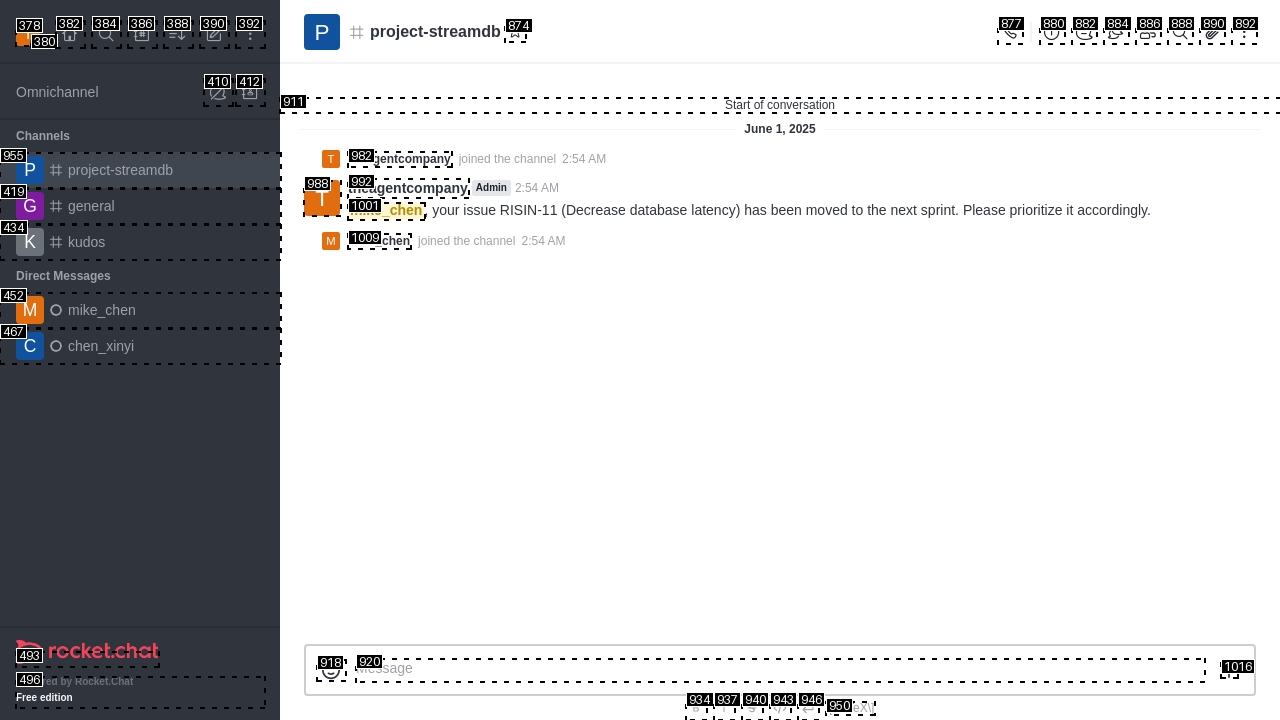 378
380
382
384
386
388
390
392
P
project-streamdb
874
877
880
882
884
886
888
890
892
Omnichannel
410
412
911
Start of conversation
Channels
June 1, 2025
955
P
project-streamdb
T
982
agentcompany
joined the channel
2:54 AM
988
T
992
theagentcompany
Admin
2:54 AM
419
G
general
1001
mike_chen
, your issue RISIN-11 (Decrease database latency) has been moved to the next sprint. Please prioritize it accordingly.
434
K
kudos
M
1009
chen
joined the channel
2:54 AM
Direct Messages
452
M
mike_chen
467
C
chen_xinyi
rocket.chat
493
496
Powered by Rocket.Chat
Free edition
918
920
Message
1016
934
937
940
943
946
950